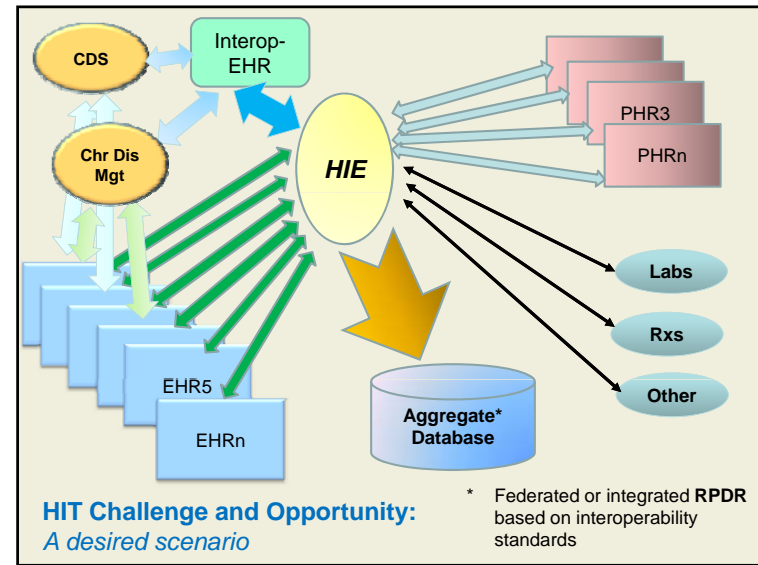 CDS
Interop-
EHR
Chr Dis
Mgt
HIE
PHR3
PHRn
Labs
Rxs
Other
EHR5
EHRn
Aggregate*
Database
HIT Challenge and Opportunity:
A desired scenario
* Federated or integrated RPDR
based on interoperability
standards